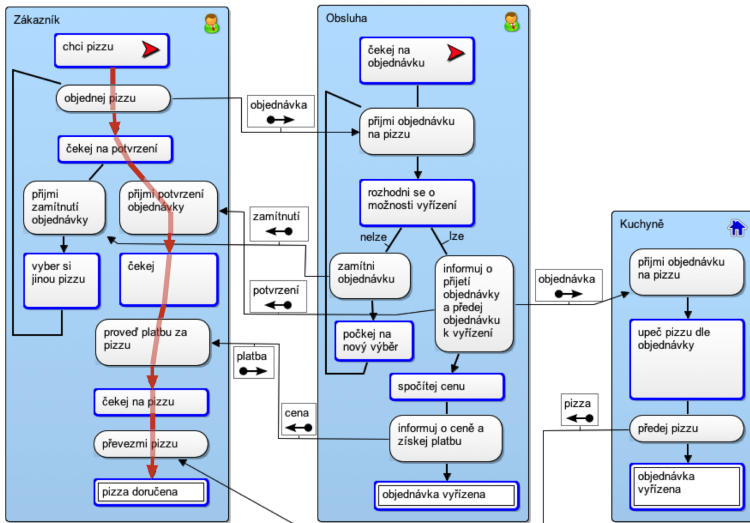 Zákazník
chci pizzu
objednej pizzu
čekej na potvrzení
přijmi
zamítnutí
objednávky
přijmi potvrzení
objednávky
vyber si
jinou pizzu
čekej
proveď platbu za
pizzu
čekej na pizzu
převezmi pizzu
pizza doručena
objednávka
zamítnutí
potvrzení
platba
cena
Obsluha
čekej na
objednávku
přijmi objednávku
na pizzu
rozhodni se o
možnosti vyřízení
nelze
lze
zamítni
objednávku
informuj o
přijetí
objednávky
a předej
objednávku
k vyřízení
počkej na
nový výběr
spočítej cenu
informuj o ceně a
získej platbu
objednávka vyřízena
objednávka
pizza
Kuchyně
přijmi objednávku
na pizzu
upeč pizzu dle
objednávky
předej pizzu
objednávka
vyřízena